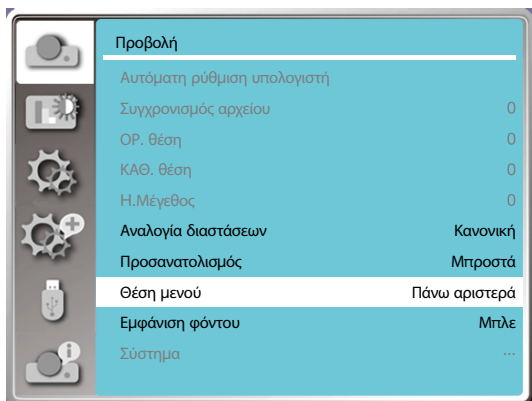 Προβολή
Αυτόματη ρύθμιση υπολογιστή
Συγχρονισμός αρχείου 0
ΟΡ. θέση 0
ΚΑΘ. θέση 0
Η.Μέγεθος 0
Αναλογία διαστάσεων Κανονική
Προσανατολισμός Μπροστά
Θέση μενού Πάνω αριστερά
Εμφάνιση φόντου Μπλε
Σύστημα ...